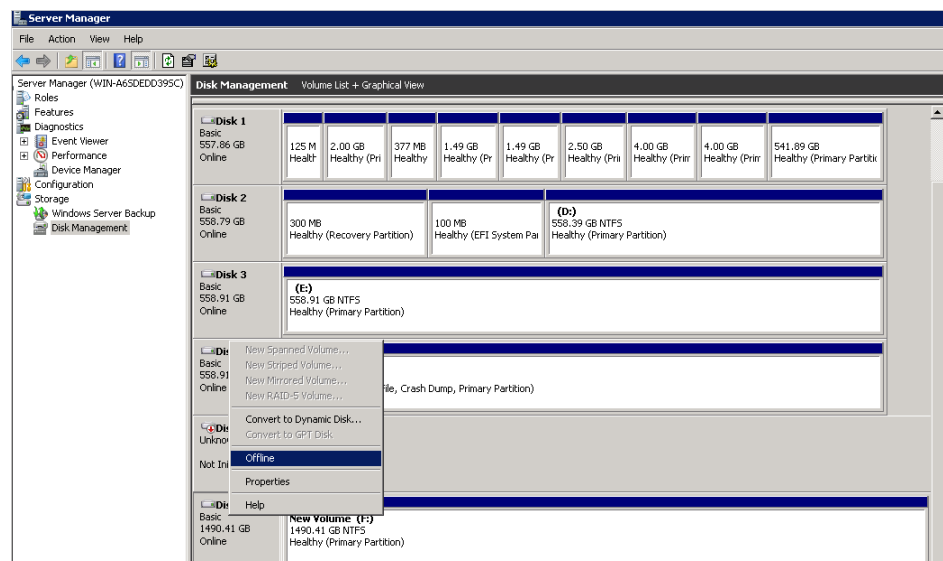 Server Manager
File Action View Help
Server Manager (WIN-A6SDEDD395C)
Roles
Features
Diagnostics
Event Viewer
Performance
Device Manager
Configuration
Storage
Windows Server Backup
Disk Management
Disk Management Volume List + Graphical View
Disk 1
Basic
557.86 GB
Online
125 M
Healt
2.00 GB
Healthy (Pri
377 MB
Healthy
1.49 GB
Healthy (Pr
1.49 GB
Healthy (Pr
2.50 GB
Healthy (Pri
4.00 GB
Healthy (Prir
4.00 GB
Healthy (Prir
541.89 GB
Healthy (Primary Partitic
Disk 2
Basic
558.79 GB
Online
300 MB
Healthy (Recovery Partition)
100 MB
Healthy (EFI System Pa
(D:)
558.39 GB NTFS
Healthy (Primary Partition)
Disk 3
Basic
558.91 GB
Online
(E:)
558.91 GB NTFS
Healthy (Primary Partition)
Dis
Basic
558.91
Online
file, Crash Dump, Primary Partition)
New Spanned Volume...
New Striped Volume...
New Mirrored Volume...
New RAID-5 Volume...
Convert to Dynamic Disk...
Convert to GPT Disk
Offline
Properties
Help
Dis
Unkno
Not Ini
Dis
Basic
1490.41 GB
Online
New Volume (F:)
1490.41 GB NTFS
Healthy (Primary Partition)